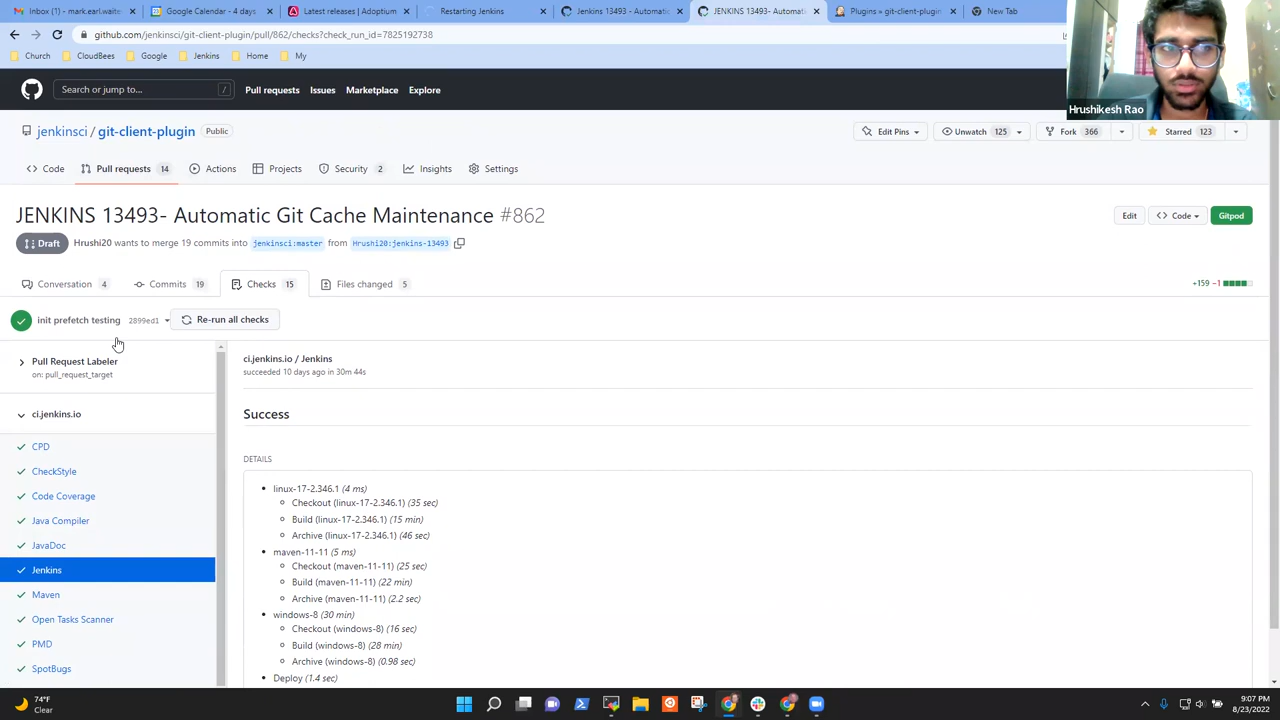 Inbox (2) - mark.earl.waite
Google Calendar - 4 days
Latest releases | Adoptium
Restarting Jenkins
Jenkins 13493 - Automatic
JENKINS 13493- Automati
Plugins » git-client-plugin
New Tab
github.com/jenkinsci/git-client-plugin/pull/862/checks?check_run_id=7825192738
Church CloudBees Google Jenkins Home My
Search or jump to... /
Pull requests Issues Marketplace Explore
jenkinsci / git-client-plugin Public
Edit Pins Unwatch 125 Fork 366 Starred 123
Code Pull requests 14 Actions Projects Security 2 Insights Settings
JENKINS 13493- Automatic Git Cache Maintenance #862
Edit Code Gitpod
Draft Hrushi20 wants to merge 19 commits into jenkinsci:master from Hrushi20:jenkins-13493
Conversation 4 Commits 19 Checks 15 Files changed 5
+159 −1
init prefetch testing 2899ed1 Re-run all checks
Pull Request Labeler
on: pull_request_target
ci.jenkins.io
CPD
CheckStyle
Code Coverage
Java Compiler
JavaDoc
Jenkins
Maven
Open Tasks Scanner
PMD
SpotBugs
ci.jenkins.io / Jenkins
succeeded 10 days ago in 30m 44s
Success
DETAILS
linux-17-2.346.1 (4 ms)
Checkout (linux-17-2.346.1) (35 sec)
Build (linux-17-2.346.1) (15 min)
Archive (linux-17-2.346.1) (46 sec)
maven-11-11 (5 ms)
Checkout (maven-11-11) (25 sec)
Build (maven-11-11) (22 min)
Archive (maven-11-11) (2.2 sec)
windows-8 (30 min)
Checkout (windows-8) (16 sec)
Build (windows-8) (28 min)
Archive (windows-8) (0.98 sec)
Deploy (1.4 sec)
Hrushikesh Rao
74°F
Clear
9:07 PM
8/23/2022